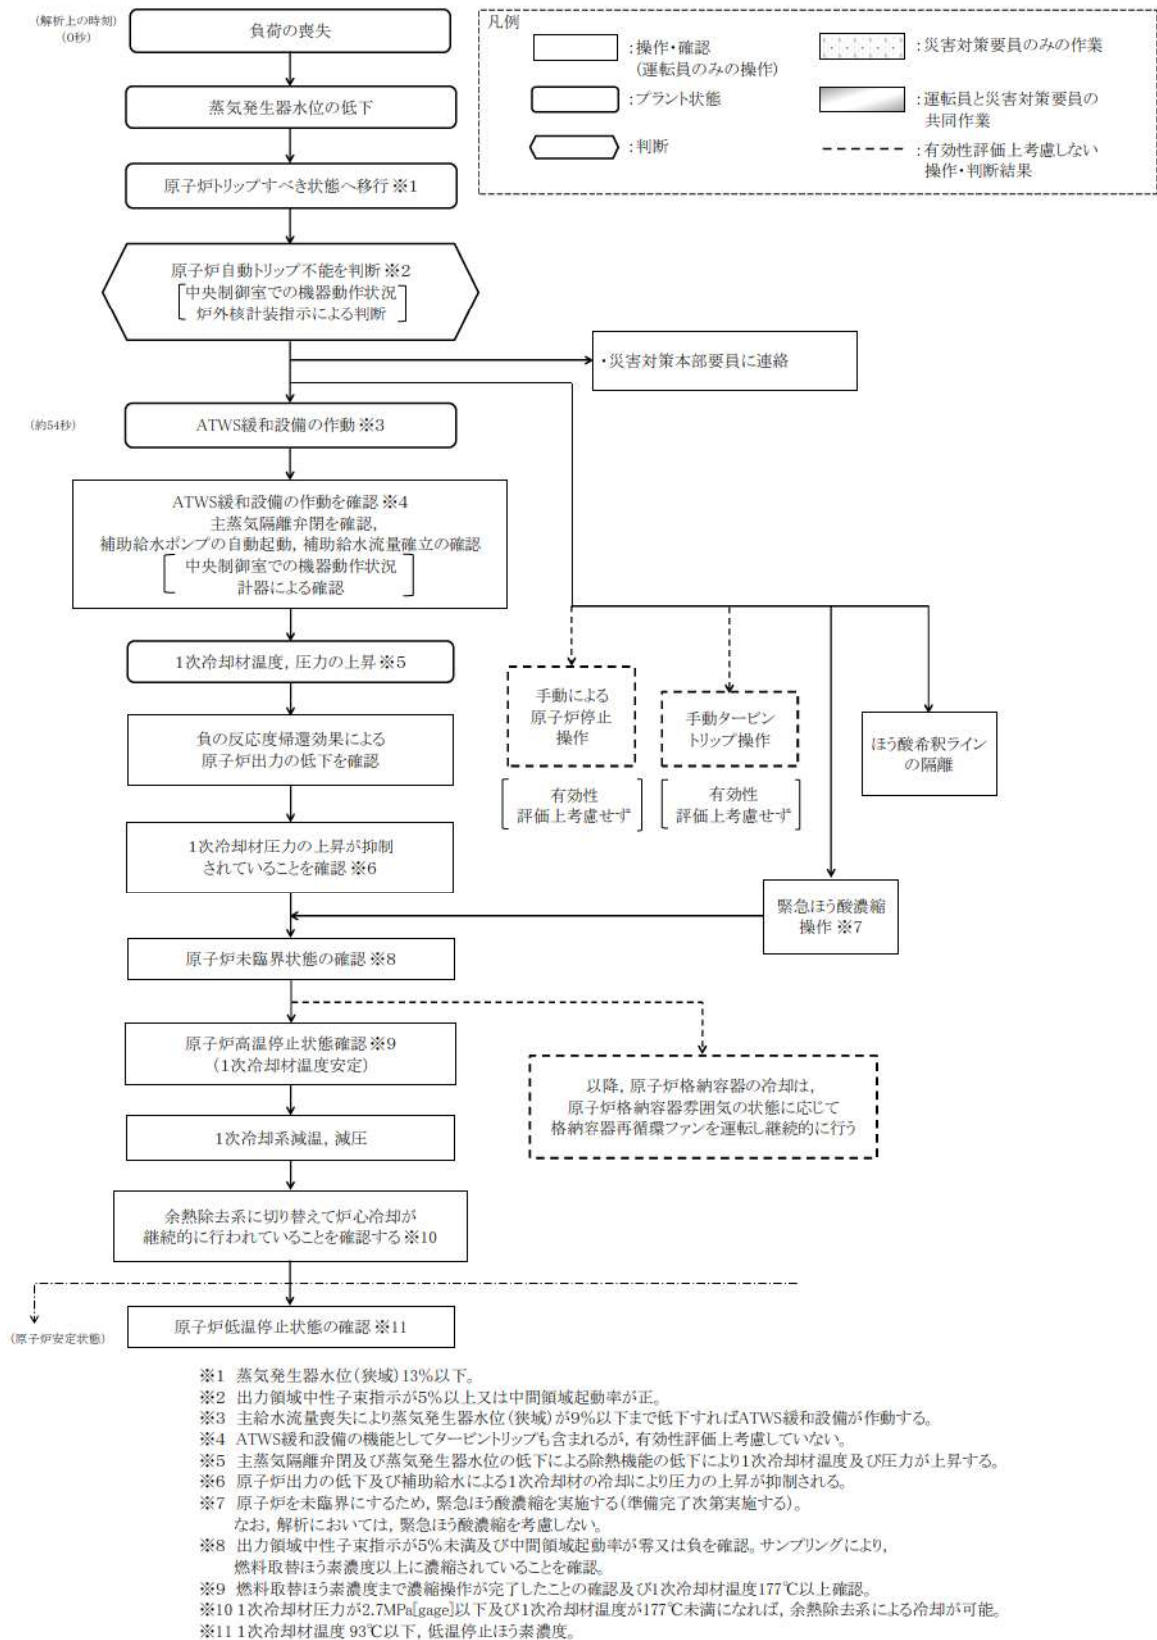 (解析上の時刻)
(0秒)
負荷の喪失
凡例
:操作・確認
(運転員のみの操作)
:プラント状態
:判断
:災害対策要員のみの作業
:運転員と災害対策要員の
共同作業
:有効性評価上考慮しない
操作・判断結果
蒸気発生器水位の低下
原子炉トリップすべき状態へ移行※1
原子炉自動トリップ不能を判断※2
中央制御室での機器動作状況
炉外核計装指示による判断
・災害対策本部要員に連絡
(約54秒)
ATWS緩和設備の作動※3
ATWS緩和設備の作動を確認※4
主蒸気隔離弁閉を確認,
補助給水ポンプの自動起動, 補助給水流量確立の確認
中央制御室での機器動作状況
計器による確認
1次冷却材温度, 圧力の上昇※5
手動による
原子炉停止
操作
有効性
評価上考慮せず
手動タービン
トリップ操作
有効性
評価上考慮せず
ほう酸希釈ライン
の隔離
負の反応度帰還効果による
原子炉出力の低下を確認
1次冷却材圧力の上昇が抑制
されていることを確認※6
緊急ほう酸濃縮
操作※7
原子炉未臨界状態の確認※8
原子炉高温停止状態確認※9
(1次冷却材温度安定)
以降, 原子炉格納容器の冷却は,
原子炉格納容器雰囲気の状態に応じて
格納容器再循環ファンを運転し継続的に行う
1次冷却系減温, 減圧
余熱除去系に切り替えて炉心冷却が
継続的に行われていることを確認する※10
(原子炉安定状態)
原子炉低温停止状態の確認※11
※1 蒸気発生器水位(狭域)13%以下。
※2 出力領域中性子束指示が5%以上又は中間領域起動率が正。
※3 主給水流量喪失により蒸気発生器水位(狭域)が9%以下まで低下すればATWS緩和設備が作動する。
※4 ATWS緩和設備の機能としてタービントリップも含まれるが, 有効性評価上考慮していない。
※5 主蒸気隔離弁閉及び蒸気発生器水位の低下による除熱機能の低下により1次冷却材温度及び圧力が上昇する。
※6 原子炉出力の低下及び補助給水による1次冷却材の冷却により圧力の上昇が抑制される。
※7 原子炉を未臨界にするため, 緊急ほう酸濃縮を実施する(準備完了次第実施する)。
なお, 解析においては, 緊急ほう酸濃縮を考慮しない。
※8 出力領域中性子束指示が5%未満及び中間領域起動率が零又は負を確認。サンプリングにより,
燃料取替ほう素濃度以上に濃縮されていることを確認。
※9 燃料取替ほう素濃度まで濃縮操作が完了したことの確認及び1次冷却材温度177℃以上確認。
※10 1次冷却材圧力が2.7MPa[gage]以下及び1次冷却材温度が177℃未満になれば, 余熱除去系による冷却が可能。
※11 1次冷却材温度 93℃以下, 低温停止ほう素濃度。